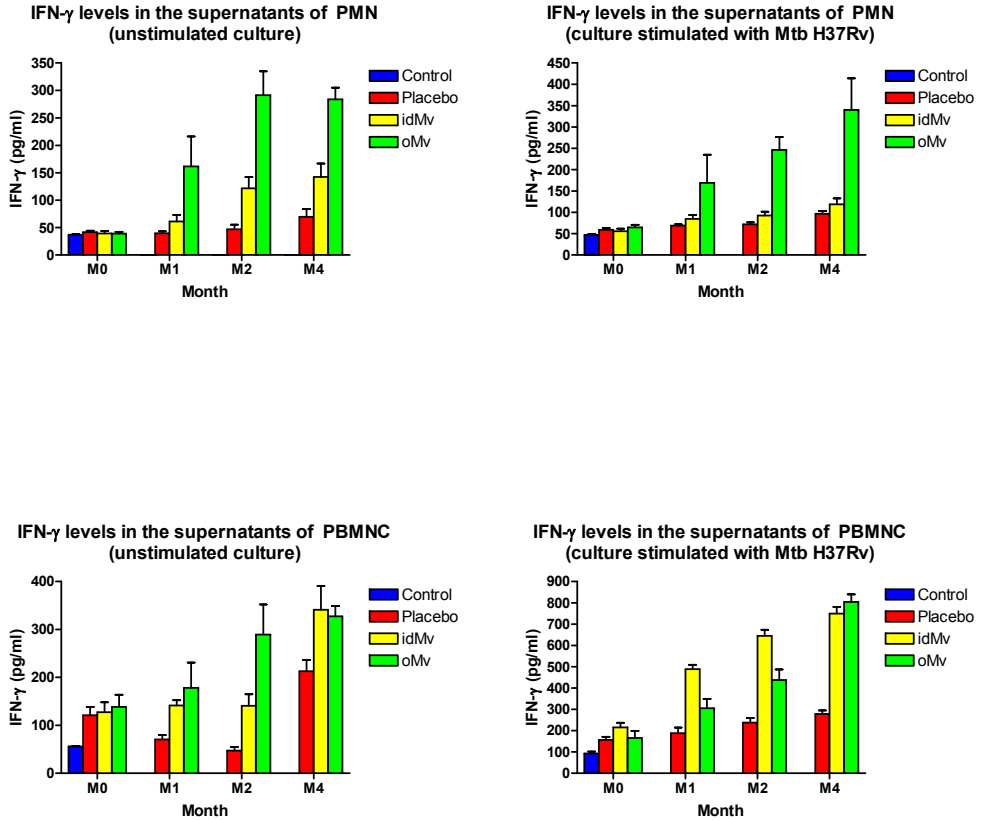 IFN-γ levels in the supernatants of PMN
(unstimulated culture)
350
300
250
200
150
100
50
0
IFN-γ (pg/ml)
M0 M1 M2 M4
Month
Control
Placebo
idMv
oMv
IFN-γ levels in the supernatants of PMN
(culture stimulated with Mtb H37Rv)
450
400
350
300
250
200
150
100
50
0
IFN-γ (pg/ml)
M0 M1 M2 M4
Month
Control
Placebo
idMv
oMv
IFN-γ levels in the supernatants of PBMNC
(unstimulated culture)
400
300
200
100
0
IFN-γ (pg/ml)
M0 M1 M2 M4
Month
Control
Placebo
idMv
oMv
IFN-γ levels in the supernatants of PBMNC
(culture stimulated with Mtb H37Rv)
900
800
700
600
500
400
300
200
100
0
IFN-γ (pg/ml)
M0 M1 M2 M4
Month
Control
Placebo
idMv
oMv